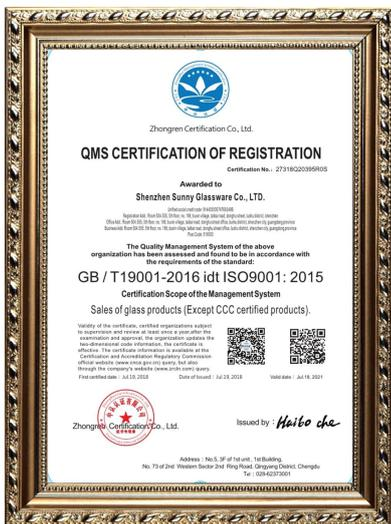 Zhongren Certification Co., Ltd.
QMS CERTIFICATION OF REGISTRATION
Certification No.: 27318Q20395R0S
Awarded to
Shenzhen Sunny Glassware Co., LTD.
The Quality Management System of the above
organization has been assessed and found to be in accordance with
the requirements of the standard:
GB / T19001-2016 idt ISO9001: 2015
Certification Scope of the Management System
Sales of glass products (Except CCC certified products).
Validity of the certificate, certified organizations subject
to supervision and review at least once a year.after the
examination and approval, the organization update the
two-dimensional code information, the certificate is
effective. The certificate information is available at the
Certification and Accreditation Regulatory Commission
official website (www.cnca.gov.cn) query, but also
through the company's website (www.zrcln.com) query.
First certified date : Jul.19, 2018 Date of Issued : Jul.19, 2018 Valid date : Jul.18, 2021
Zhongren Certification Co., Ltd.
Issued by : Haibo che
Address : No.5, 3F of 1st unit , 1st Building,
No. 73 of 2nd Western Sector 2nd Ring Road, Qingyang District, Chengdu
Tel : 028-62373001